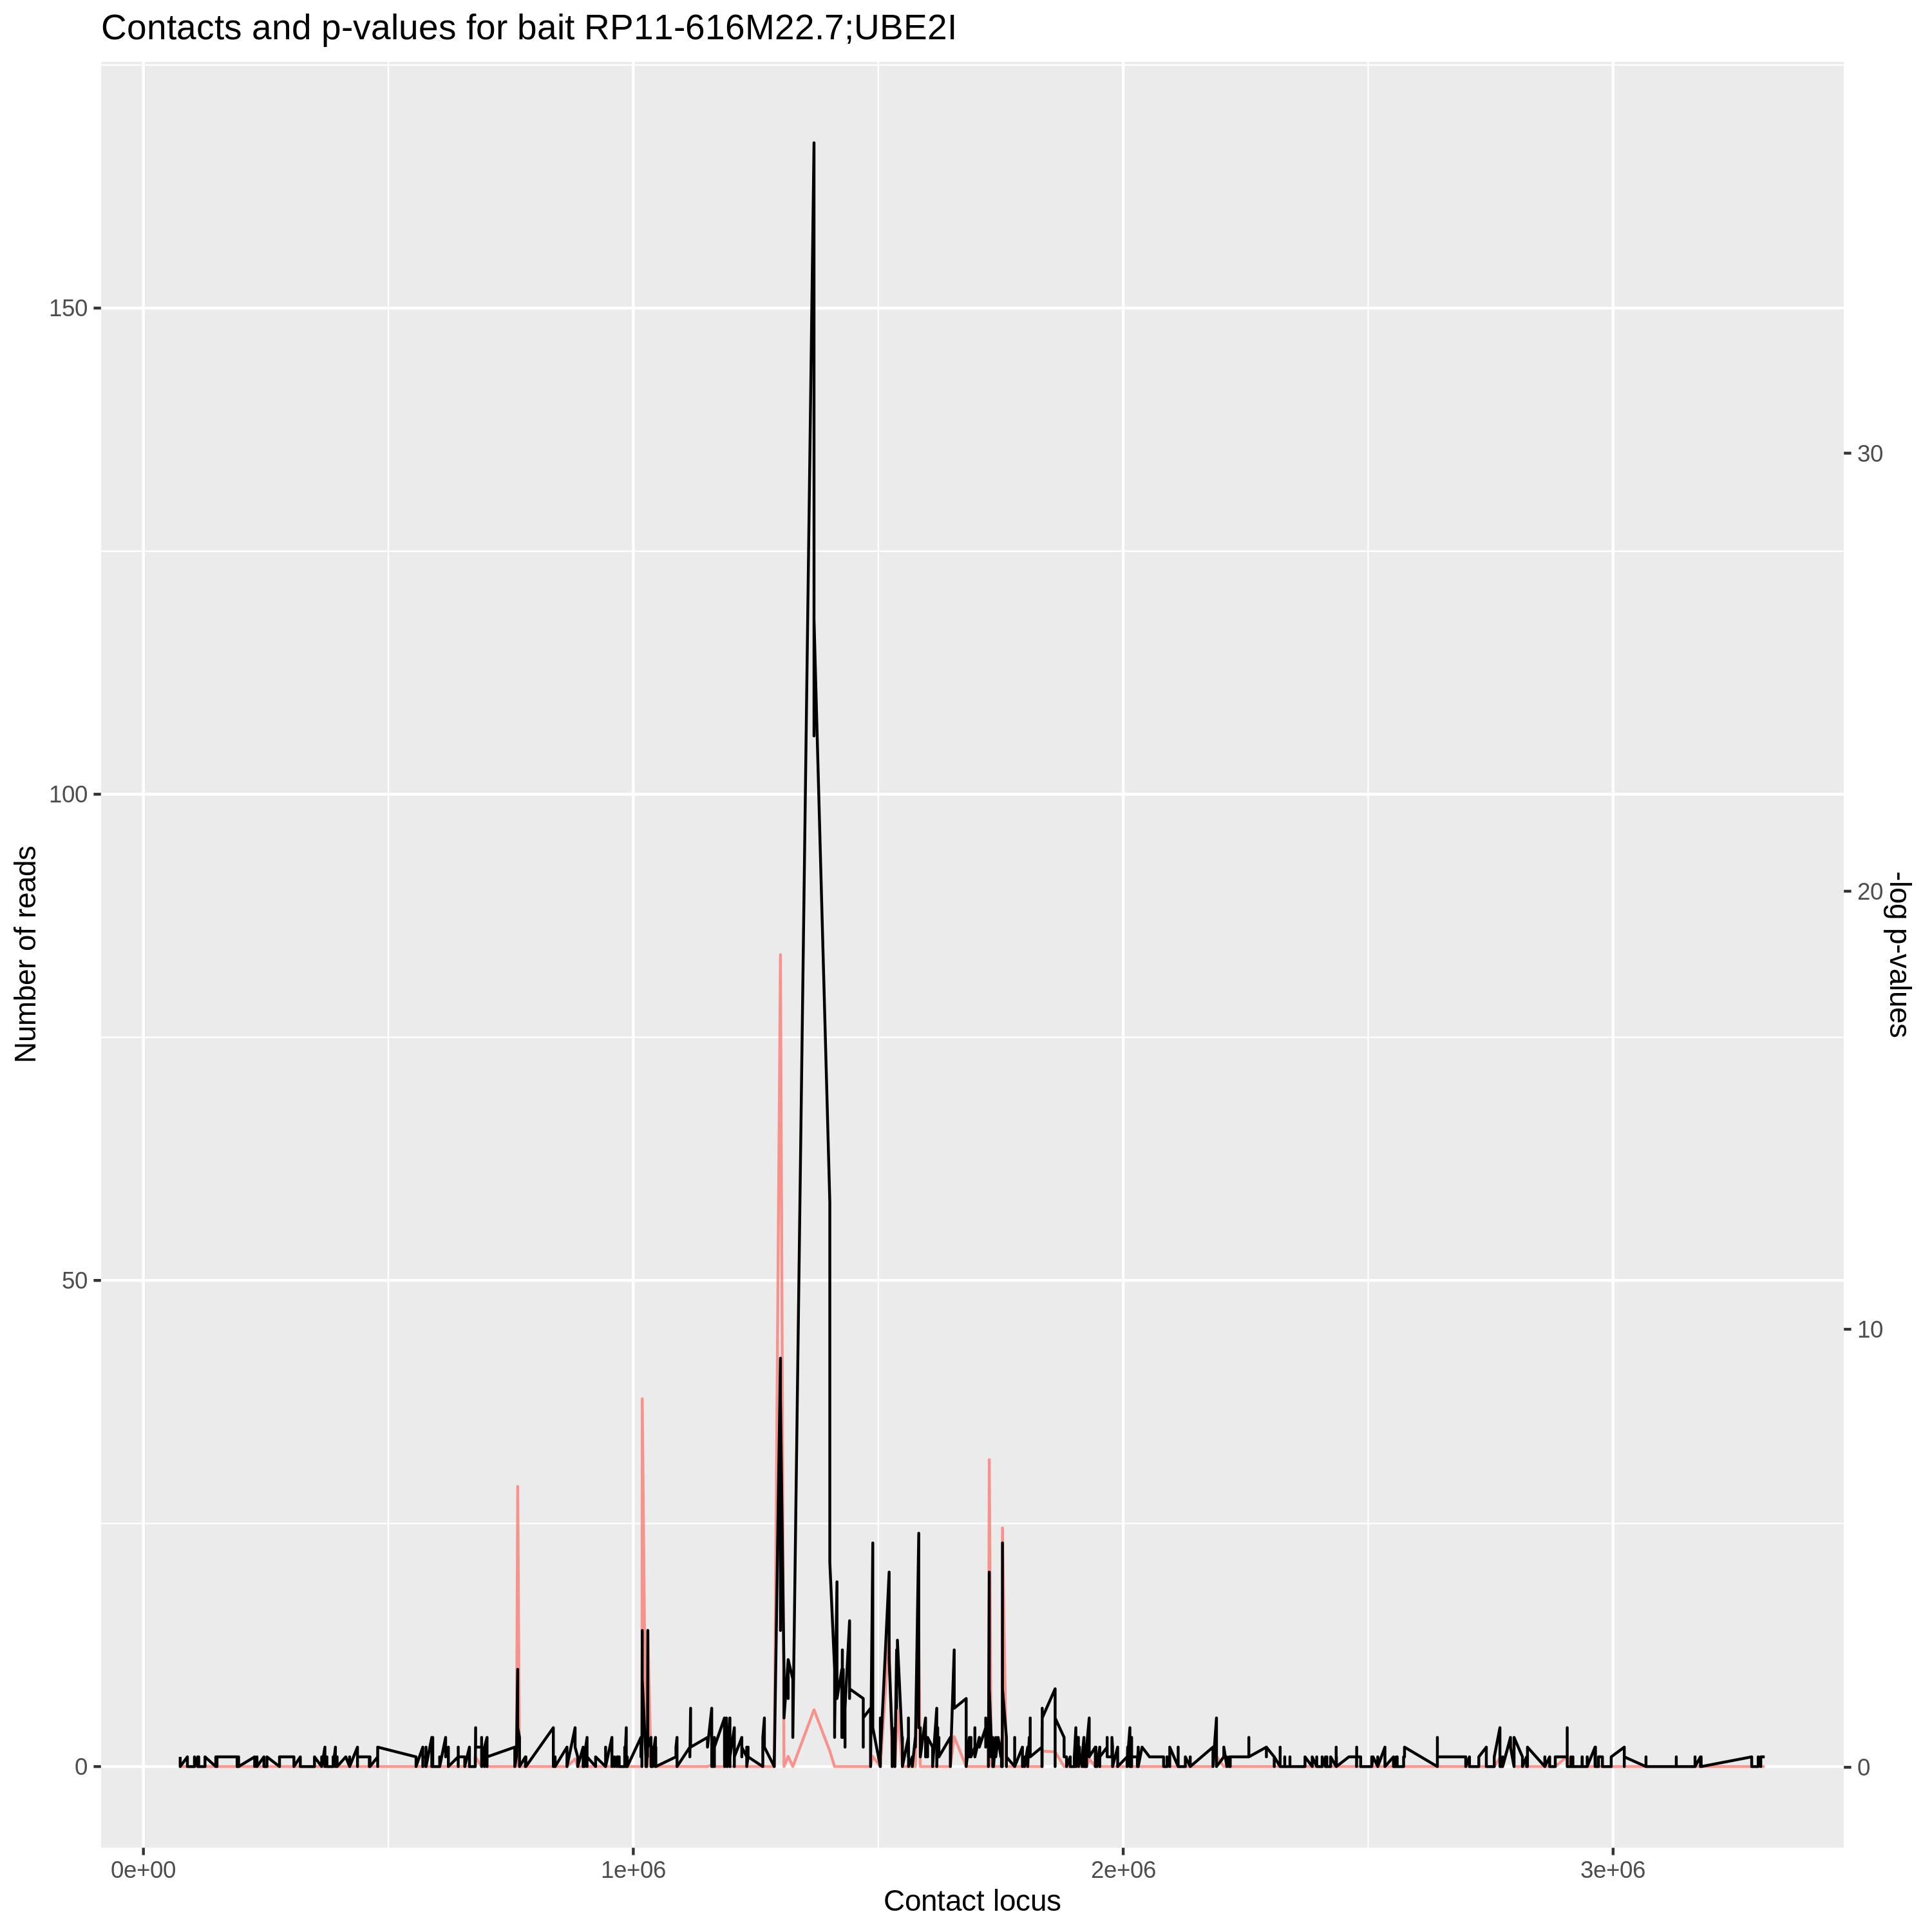 Contacts and p-values for bait RP11-616M22.7;UBE2I
150
100
50
0
Number of reads
30
20
10
0
-log p-values
0e+00
1e+06
2e+06
3e+06
Contact locus